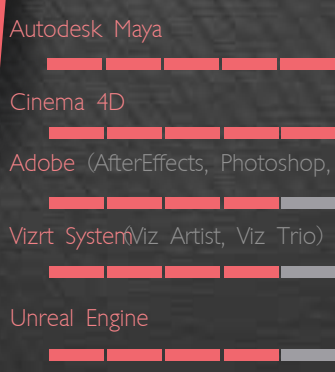 Autodesk Maya
Cinema 4D
Adobe (AfterEffects, Photoshop,
Vizrt System(Viz Artist, Viz Trio)
Unreal Engine